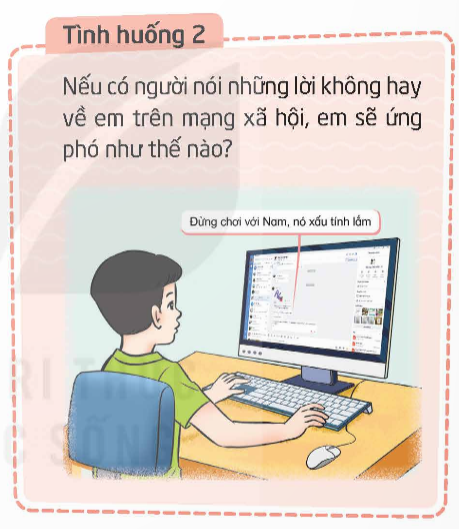 Tình huống 2
Nếu có người nói những lời không hay
về em trên mạng xã hội, em sẽ ứng
phó như thế nào?
Đừng chơi với Nam, nó xấu tính lắm